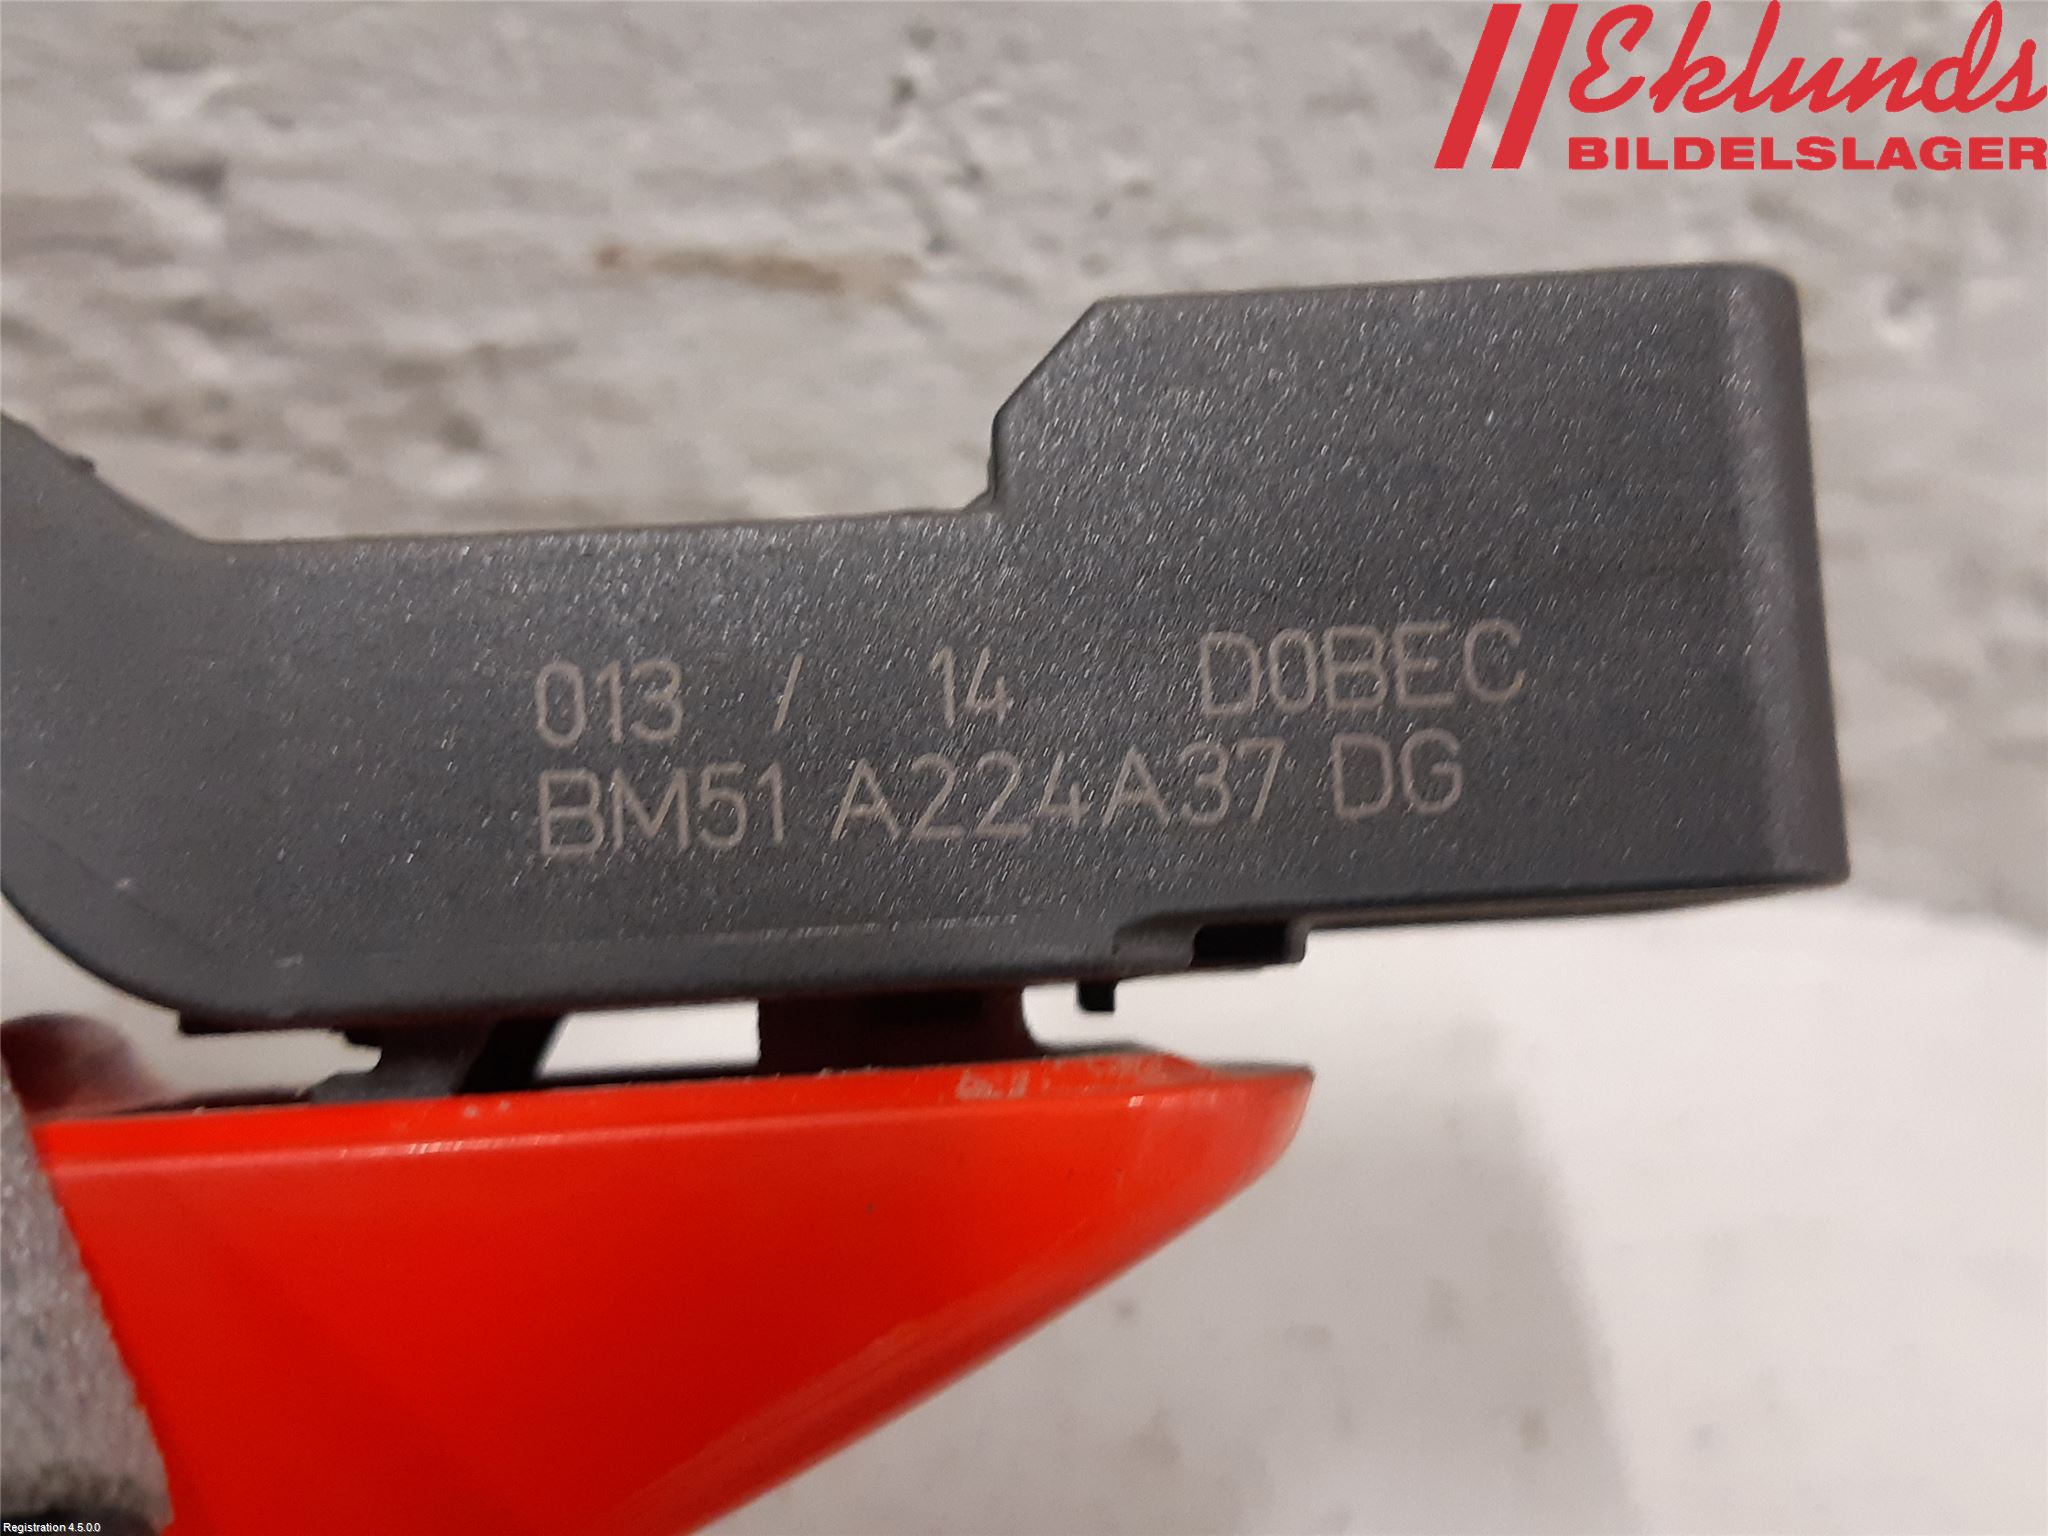 Eklunds
BILDELSLAGER
013 / 14 D0BEC
BM51 A224A37 DG
Registration 4.5.0.0